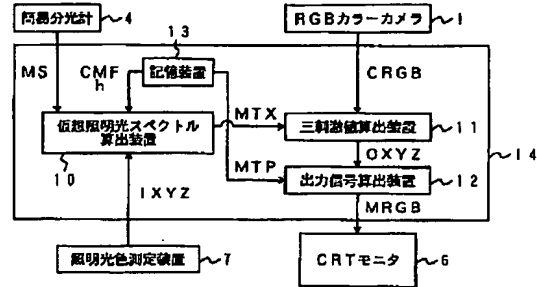 簡易分光計 4
RGBカラーカメラ 1
13
MS
CMF
h
記憶装置
CRGB
MTX
仮想照明光スペクトル
算出装置
三刺激値算出装置 11
10
OXYZ
14
MTP
出力信号算出装置 12
IXYZ
MRGB
照明光色測定装置 7
CRTモニタ 6